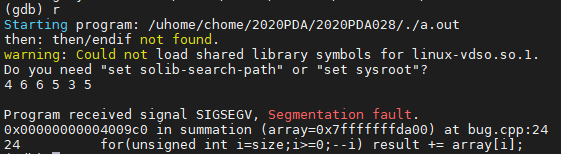 (gdb) r
Starting program: /uhome/chome/2020PDA/2020PDA028/./a.out
then: then/endif not found.
warning: Could not load shared library symbols for linux-vdso.so.1.
Do you need "set solib-search-path" or "set sysroot"?
4 6 6 5 3 5
Program received signal SIGSEGV, Segmentation fault.
0x00000000004009c0 in summation (array=0x7fffffffda00) at bug.cpp:24
24 for(unsigned int i=size;i>=0;--i) result += array[i];